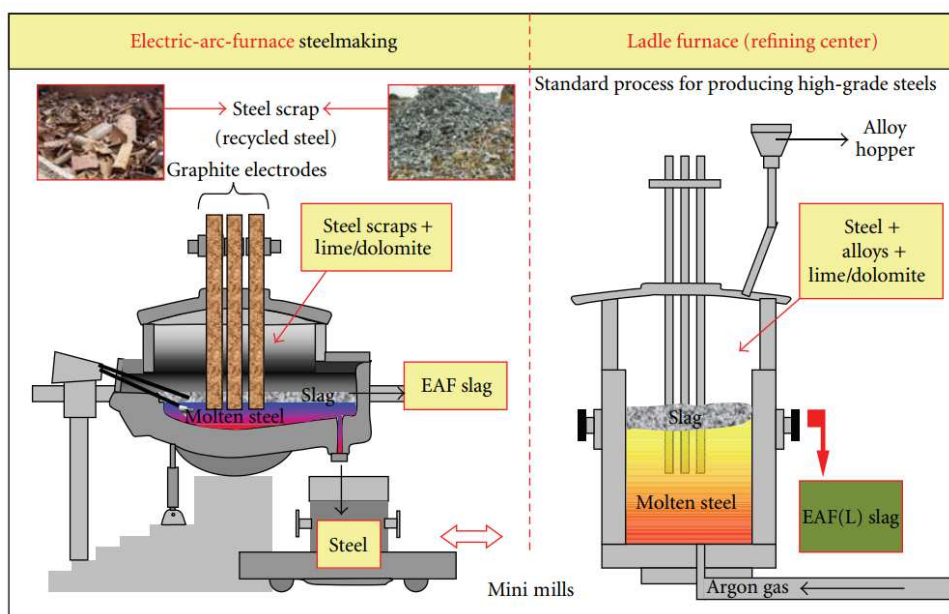 Electric-arc-furnace steelmaking
Steel scrap
(recycled steel)
Graphite electrodes
Steel scraps +
lime/dolomite
Slag
EAF slag
Molten steel
Steel
Mini mills
Ladle furnace (refining center)
Standard process for producing high-grade steels
Alloy
hopper
Steel +
alloys +
lime/dolomite
Slag
Molten steel
EAF(L) slag
Argon gas